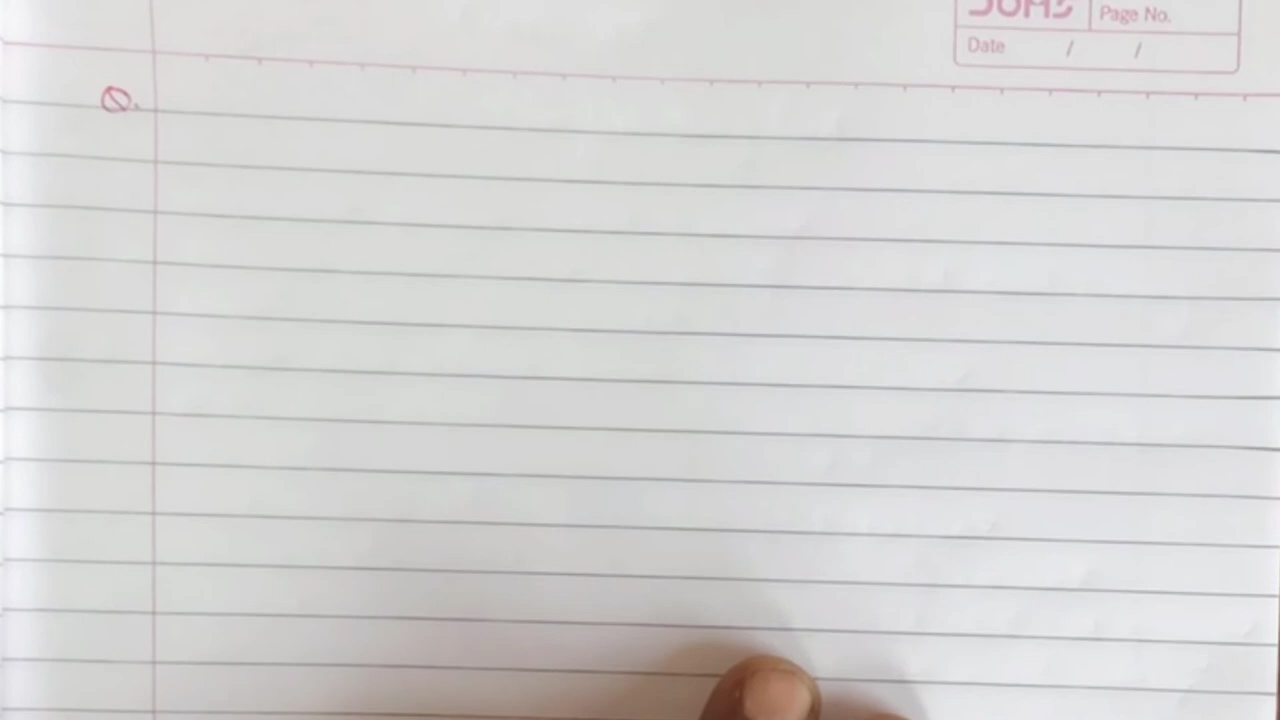 Page No.
Date / /
Q.